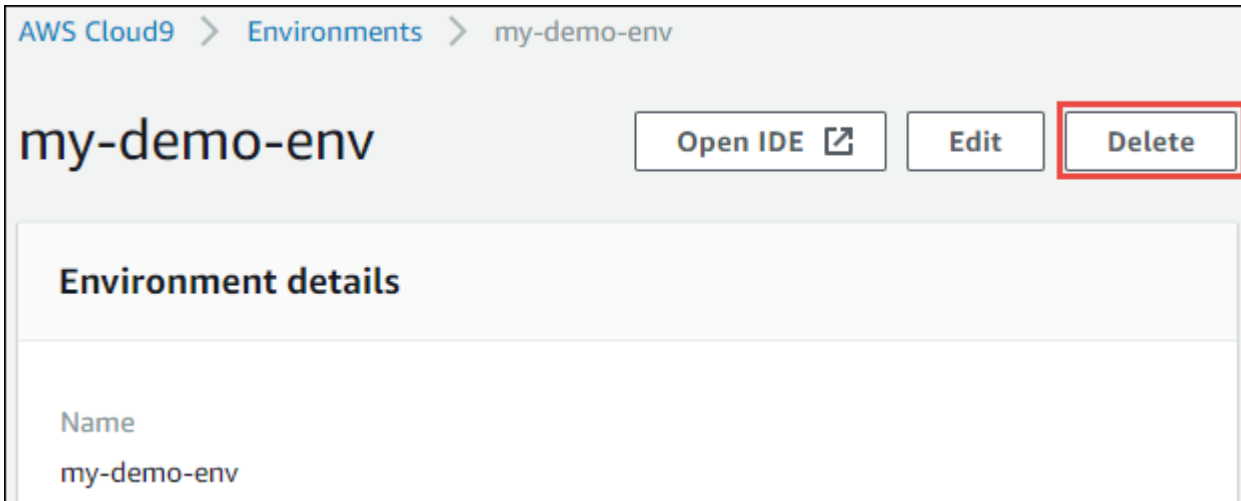 AWS Cloud9 > Environments > my-demo-env
my-demo-env Open IDE Edit Delete
Environment details
Name
my-demo-env